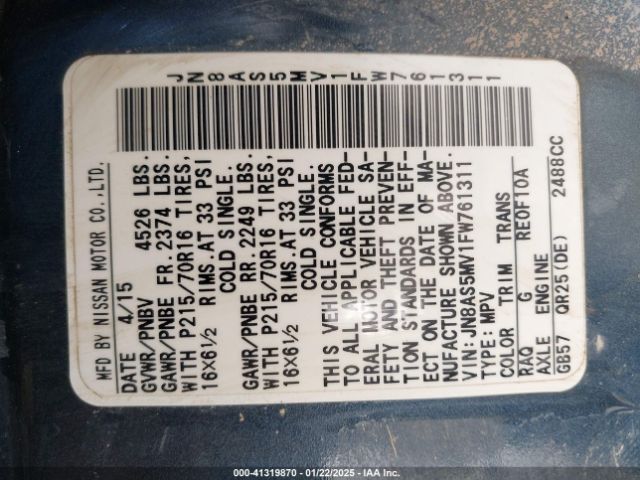 JN8AS5MV1FW761311
MFD BY NISSAN MOTOR CO.,LTD.
DATE 4/15
GVWR/PNBV 4526 LBS.
GAWR/PNBE FR.2374 LBS.
WITH P215/70R16 TIRES,
16X6½ RIMS.AT 33 PSI
COLD SINGLE.
GAWR/PNBE RR.2249 LBS.
WITH P215/70R16 TIRES,
16X6½ RIMS.AT 33 PSI
COLD SINGLE.
THIS VEHICLE CONFORMS
TO ALL APPLICABLE FED-
ERAL MOTOR VEHICLE SA-
FETY AND THEFT PREVEN-
TION STANDARDS IN EFF-
ECT ON THE DATE OF MA-
NUFACTURE SHOWN ABOVE.
VIN:JN8AS5MV1FW761311
TYPE:MPV
COLOR TRIM TRANS
RAQ G REOF10A
AXLE ENGINE
GB57 QR25(DE) 2488CC
000-41319870 - 01/22/2025 - IAA Inc.